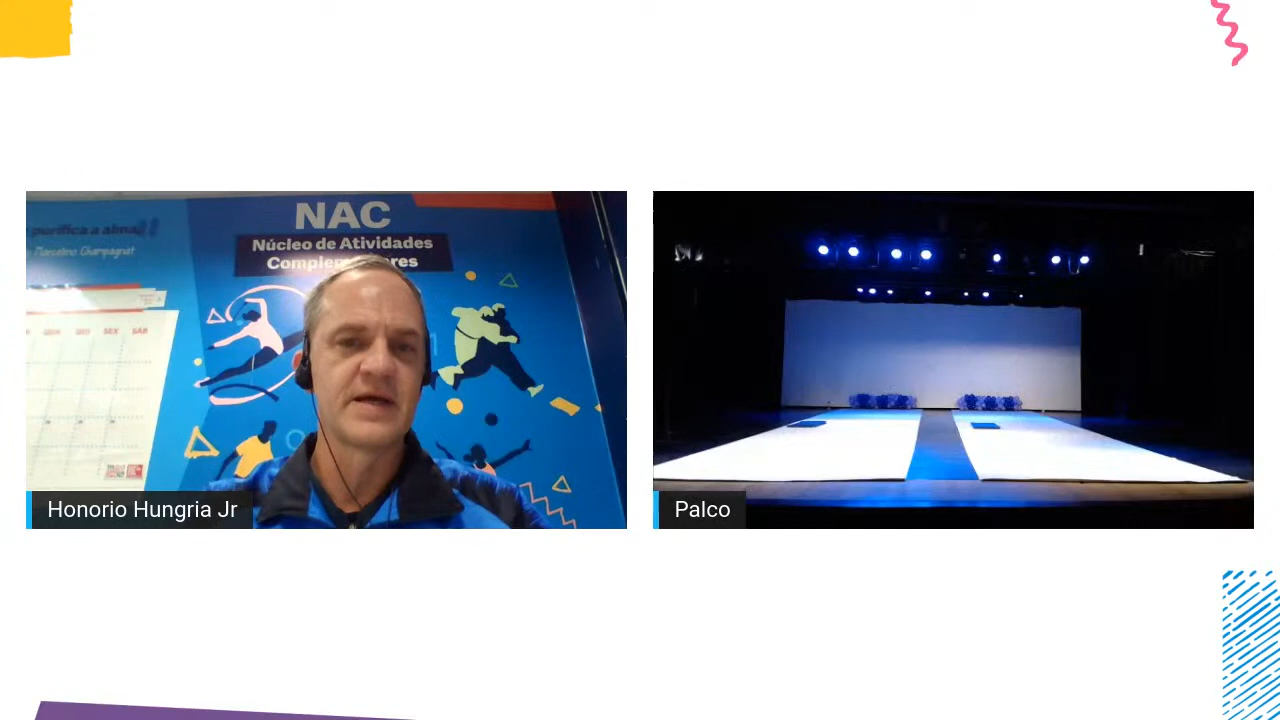 purifica a alma
Marcelino Champagnat
NAC
Núcleo de Atividades
SEX
SAB
Honorio Hungria Jr
Palco